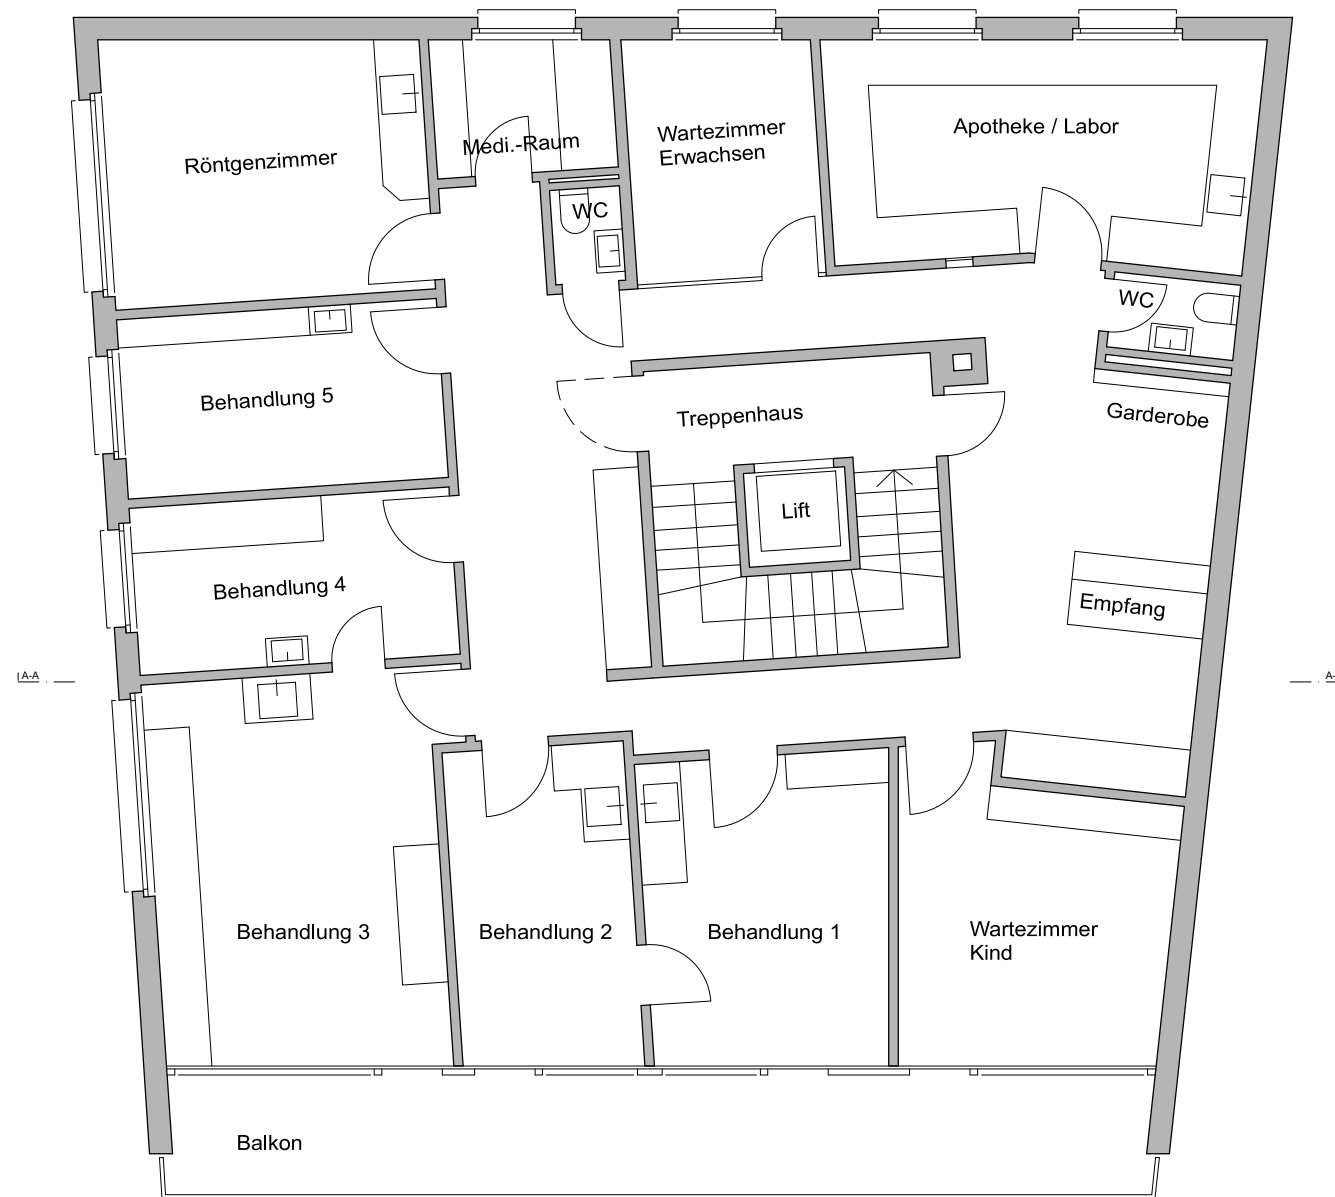 Röntgenzimmer
Medi.-Raum
Wartezimmer
Erwachsen
Apotheke / Labor
WC
WC
Behandlung 5
Treppenhaus
Garderobe
Lift
Behandlung 4
Empfang
A-A
A-
Behandlung 3
Behandlung 2
Behandlung 1
Wartezimmer
Kind
Balkon